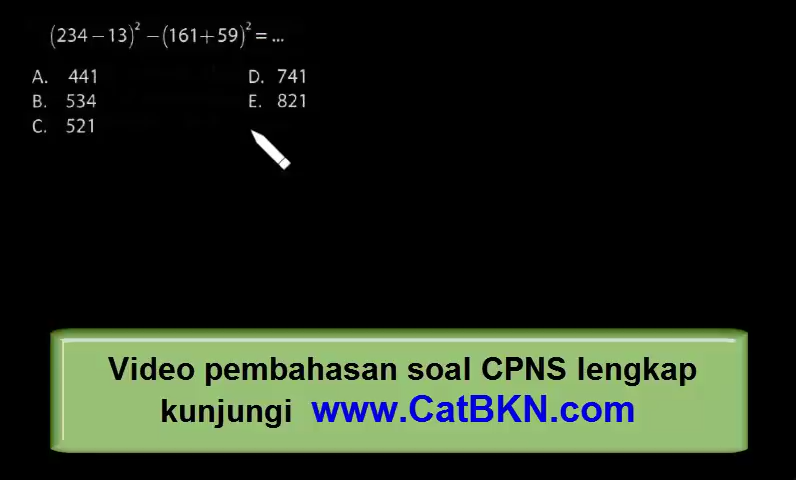 (234 – 13)² – (161 + 59)² = ...
A. 441 D. 741
B. 534 E. 821
C. 521
Video pembahasan soal CPNS lengkap
kunjungi www.CatBKN.com